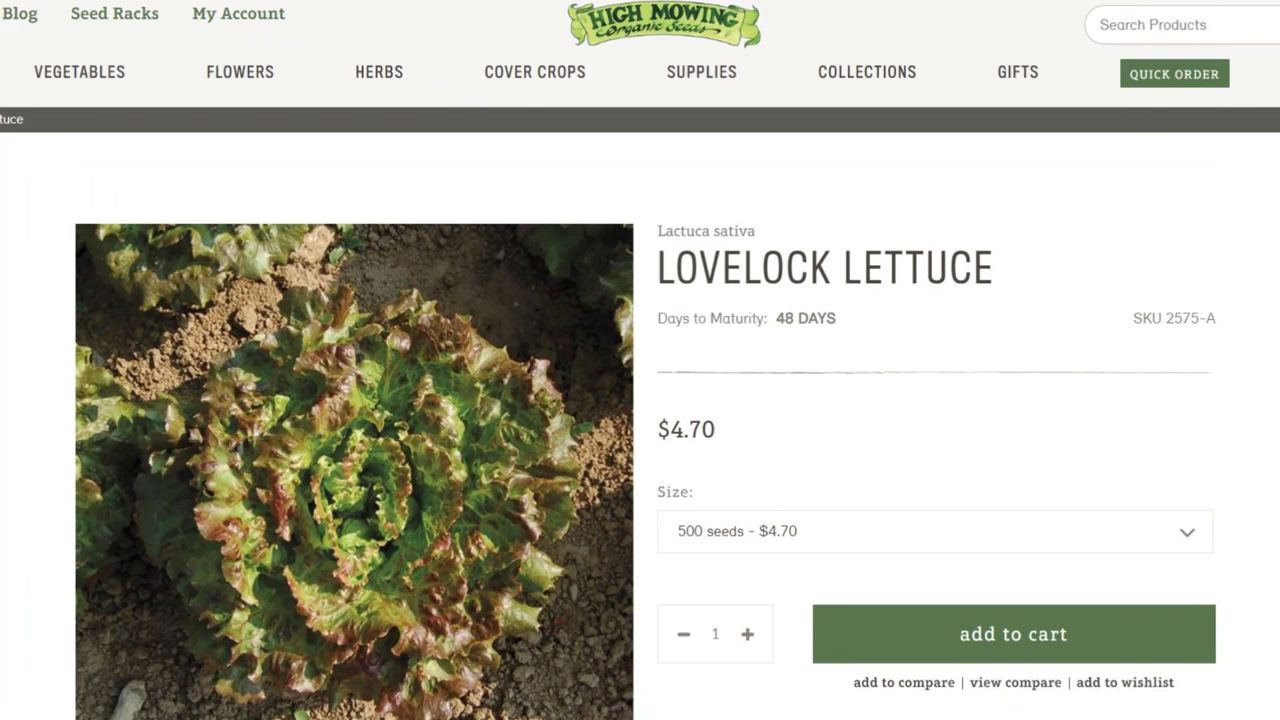 Blog Seed Racks My Account
HIGH MOWING
Organic Seeds
Search Products
VEGETABLES FLOWERS HERBS COVER CROPS SUPPLIES COLLECTIONS GIFTS QUICK ORDER
tuce
Lactuca sativa
LOVELOCK LETTUCE
Days to Maturity: 48 DAYS SKU 2575-A
$4.70
Size:
500 seeds - $4.70
1 add to cart
add to compare | view compare | add to wishlist